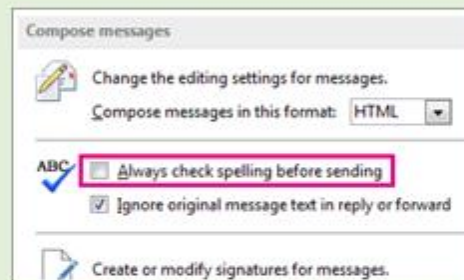 Compose messages
Change the editing settings for messages.
Compose messages in this format: HTML
ABC
Always check spelling before sending
Ignore original message text in reply or forward
Create or modify signatures for messages.